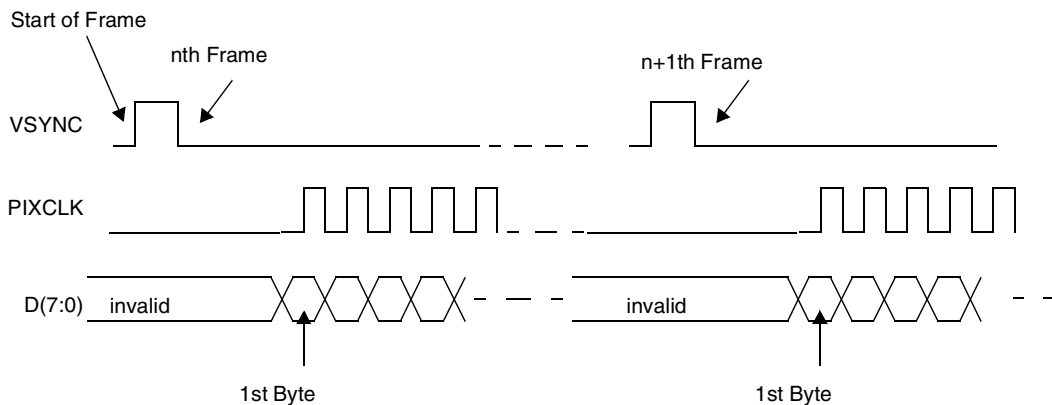 Start of Frame
nth Frame
n+1th Frame
VSYNC
PIXCLK
D(7:0)
invalid
invalid
1st Byte
1st Byte